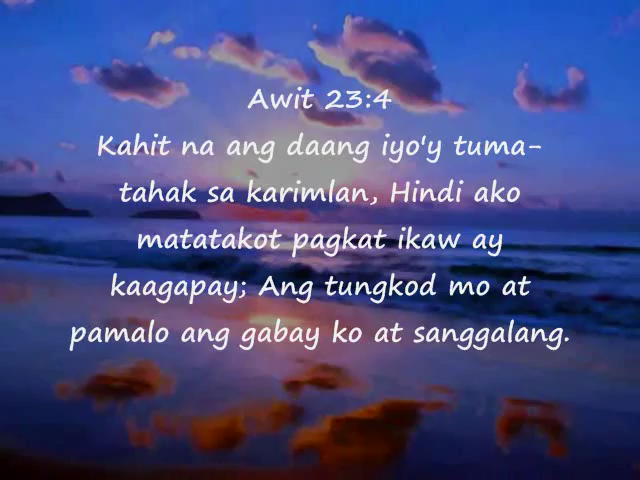 Awit 23:4
Kahit na ang daang iyo'y tuma-
tahak sa karimlan, Hindi ako
matatakot pagkat ikaw ay
kaagapay; Ang tungkod mo at
pamalo ang gabay ko at sanggalang.